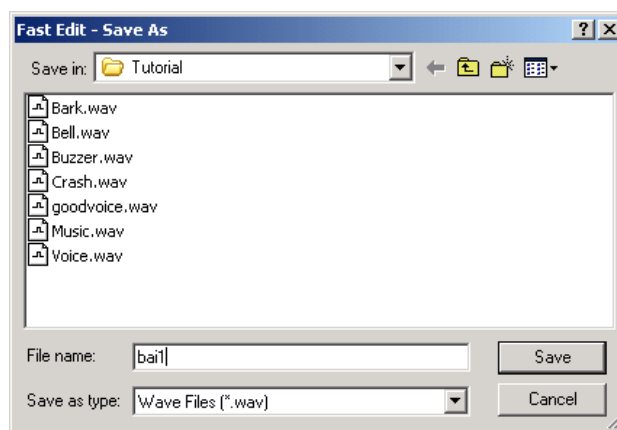 Fast Edit - Save As
Save in: Tutorial
Bark.wav
Bell.wav
Buzzer.wav
Crash.wav
goodvoice.wav
Music.wav
Voice.wav
File name: bai1 Save
Save as type: Wave Files (*.wav) Cancel